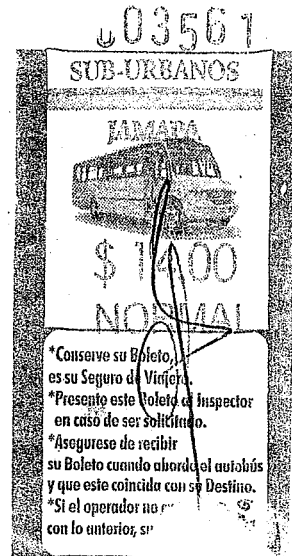 03561
SUB-URBANOS
JAMAPA
$ 14.00
NORMAL
*Conserve su Boleto,
es su Seguro de Viajero.
*Presente este Boleto al Inspector
en caso de ser solicitado.
*Asegurese de recibir
su Boleto cuando aborde el autobús
y que este coincida con su Destino.
*Si el operador no
con lo anterior, su